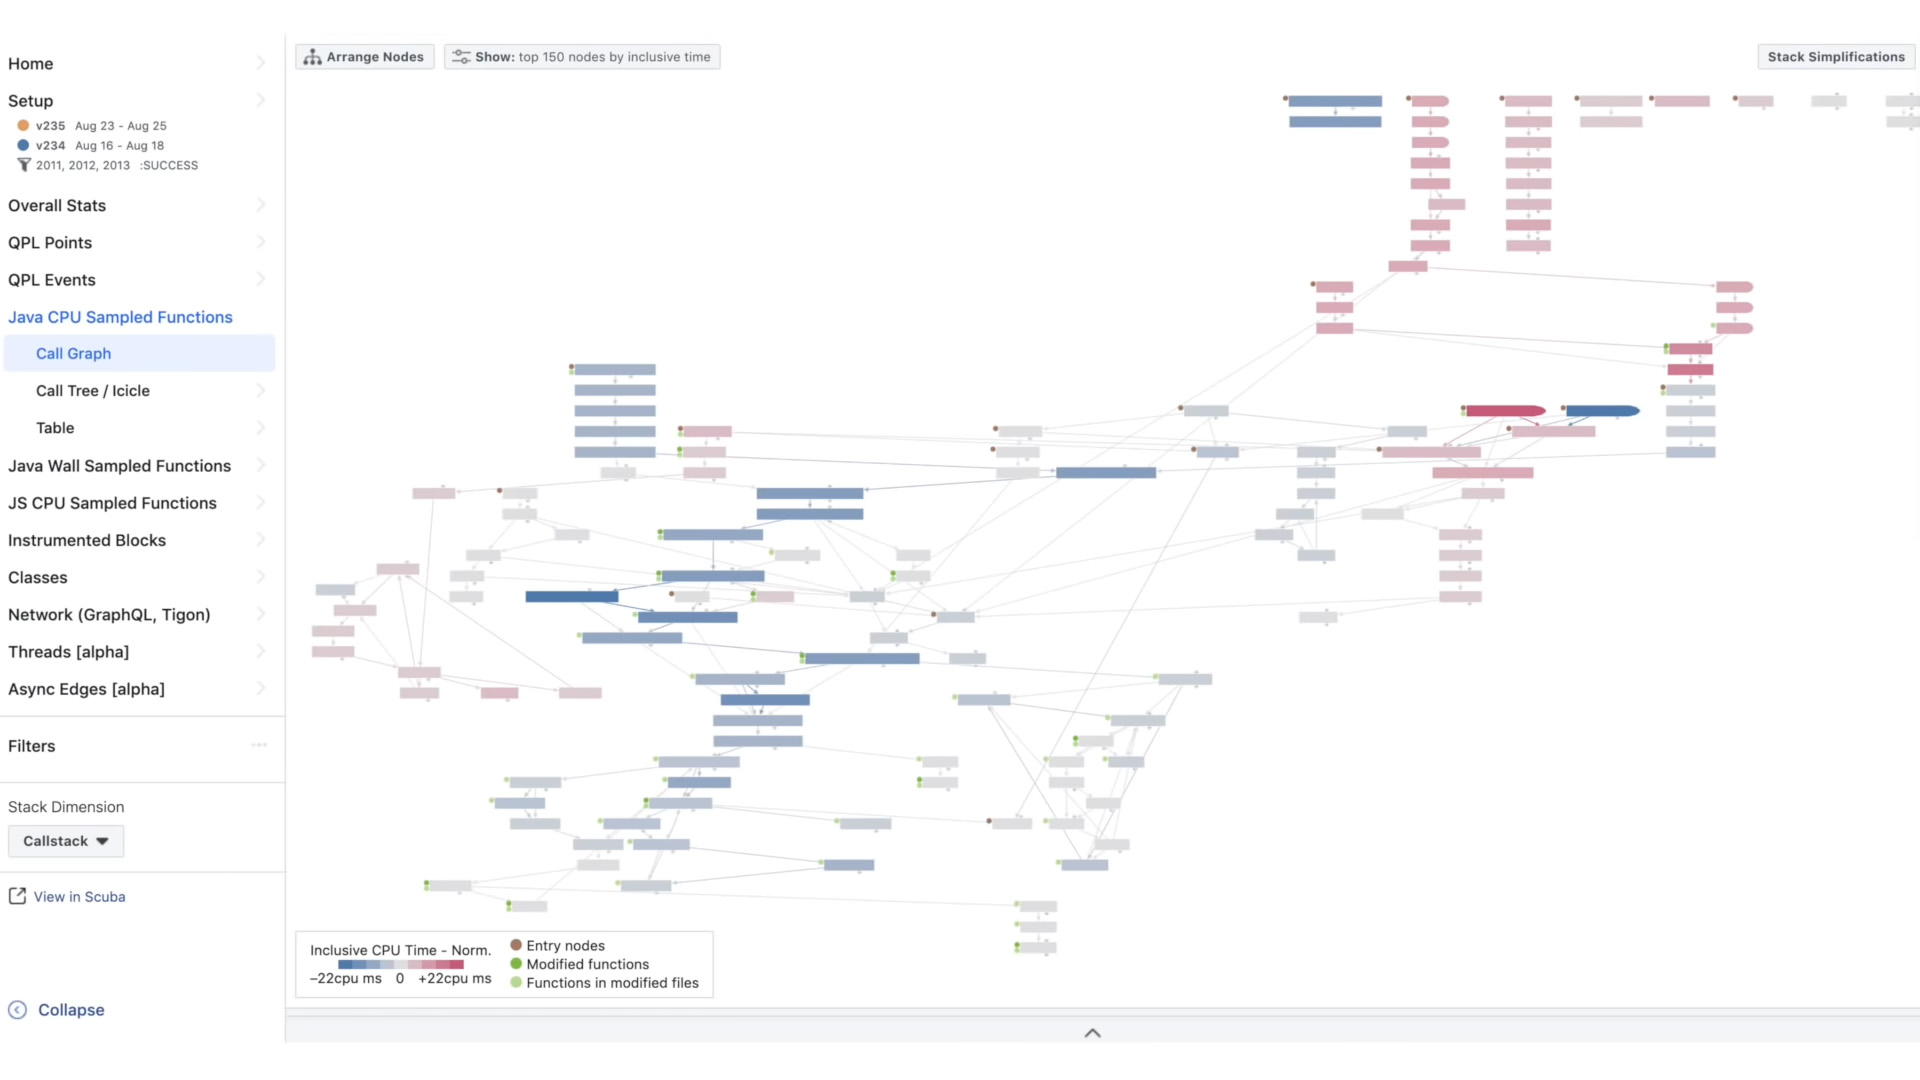 Home
Setup
v235 Aug 23 - Aug 25
v234 Aug 16 - Aug 18
2011, 2012, 2013 :SUCCESS
Overall Stats
QPL Points
QPL Events
Java CPU Sampled Functions
Call Graph
Call Tree / Icicle
Table
Java Wall Sampled Functions
JS CPU Sampled Functions
Instrumented Blocks
Classes
Network (GraphQL, Tigon)
Threads [alpha]
Async Edges [alpha]
Filters
Stack Dimension
Callstack
View in Scuba
Collapse
Arrange Nodes
Show: top 150 nodes by inclusive time
Stack Simplifications
Inclusive CPU Time - Norm.
−22cpu ms 0 +22cpu ms
Entry nodes
Modified functions
Functions in modified files